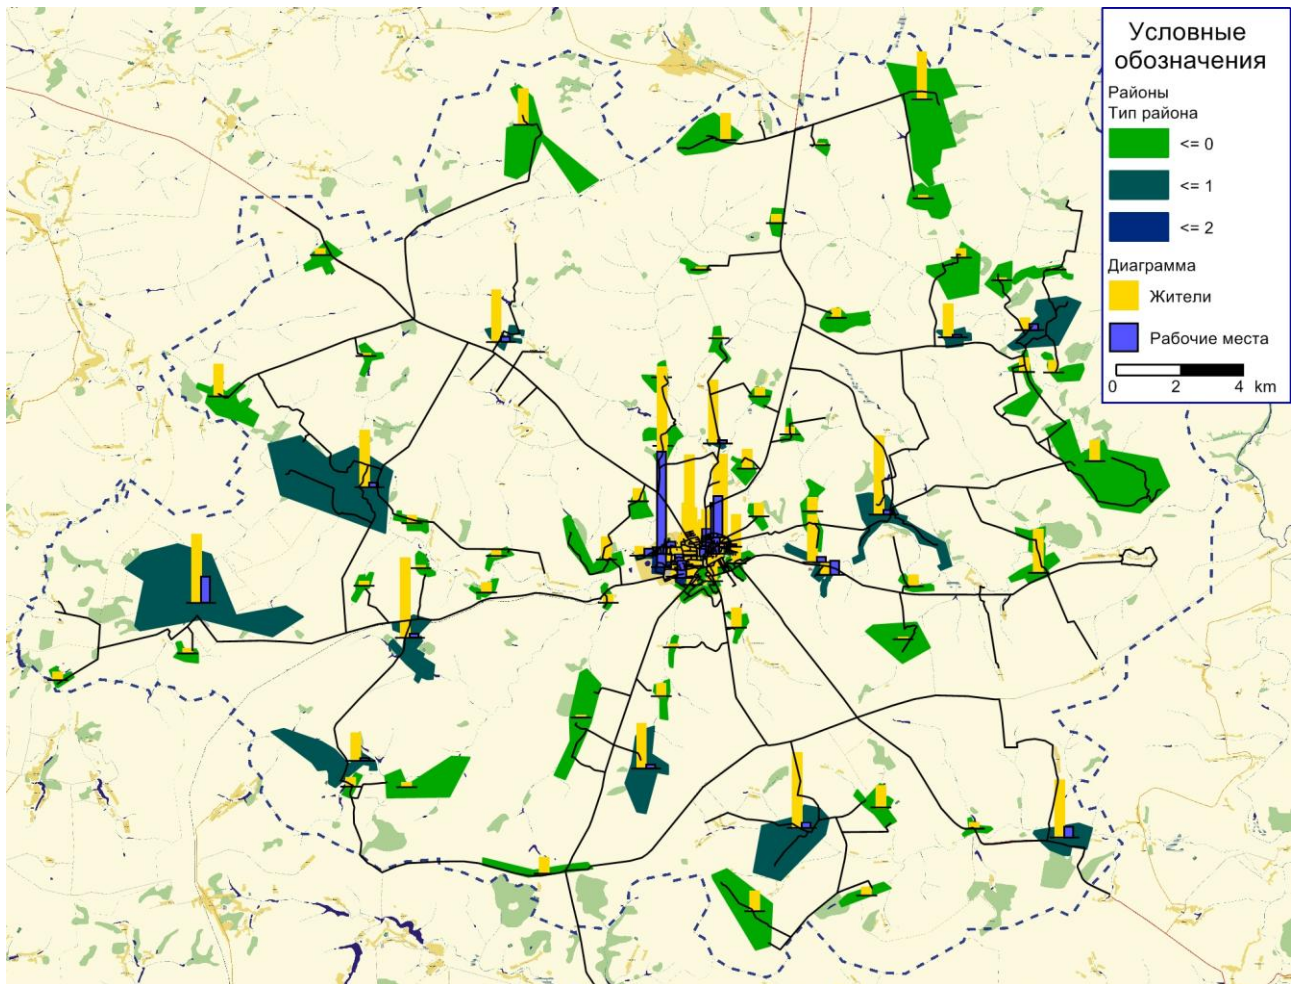 Условные
обозначения
Районы
Тип района
<= 0
<= 1
<= 2
Диаграмма
Жители
Рабочие места
0 2 4 km